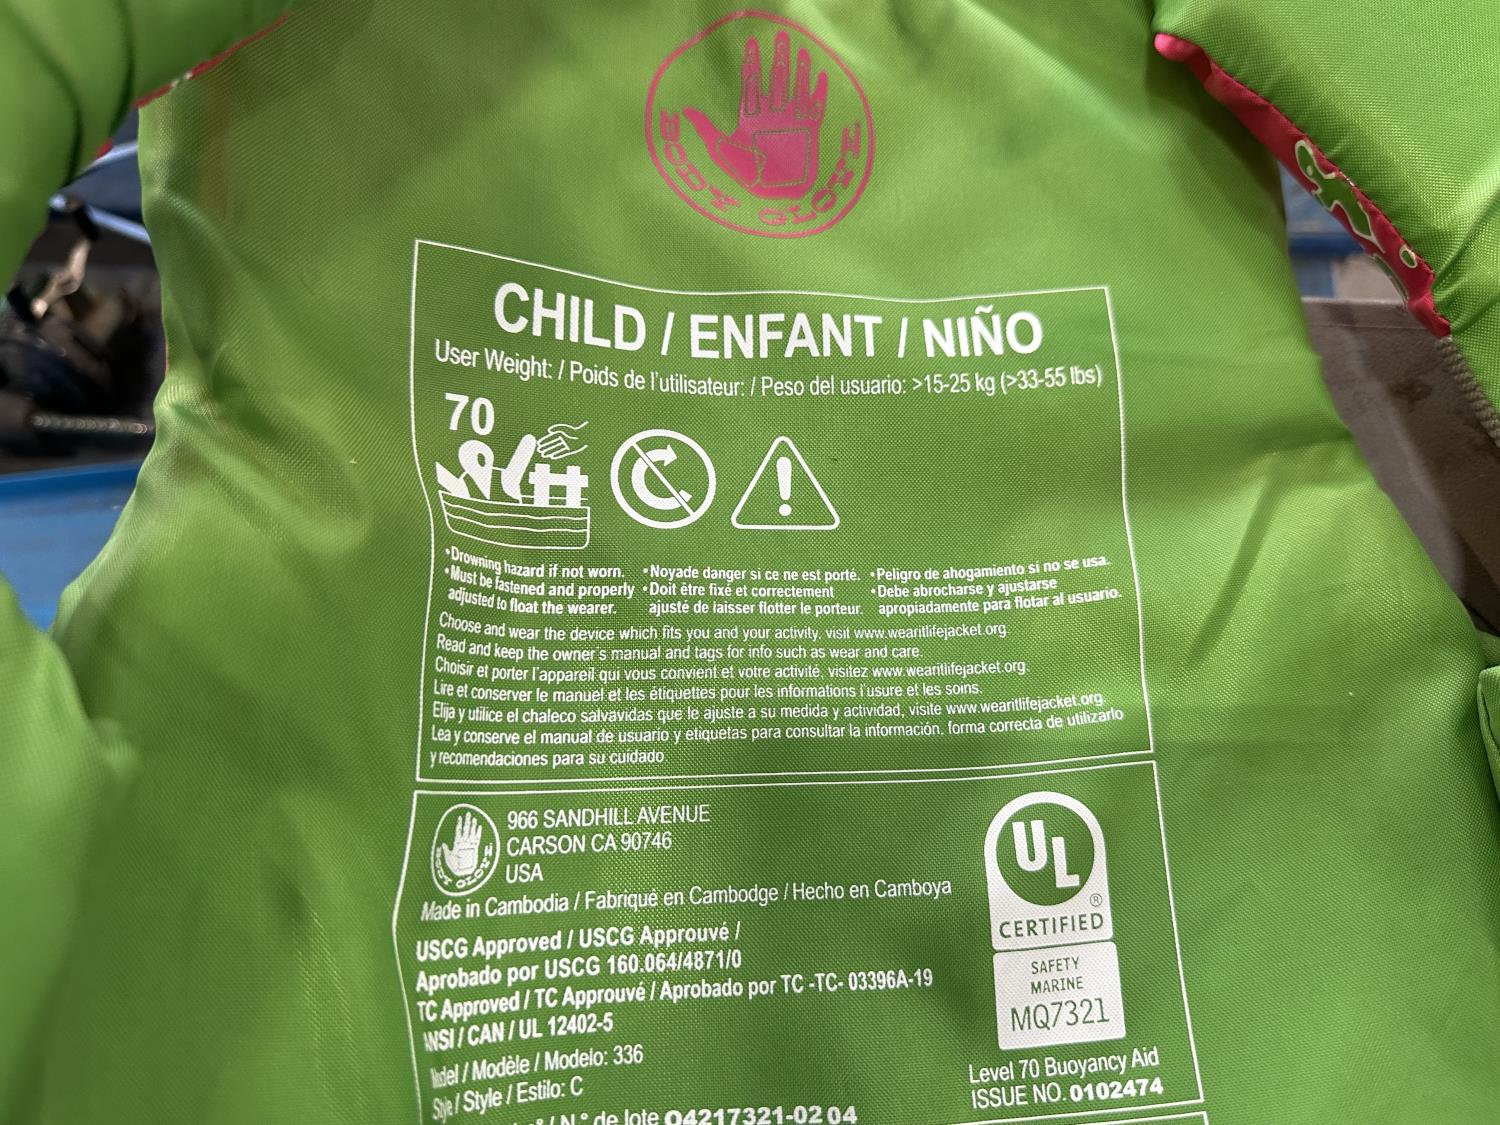 BODY GLOVE
CHILD / ENFANT / NIÑO
User Weight: / Poids de l'utilisateur: / Peso del usuario: >15-25 kg (>33-55 lbs)
70
•Drowning hazard if not worn.
•Must be fastened and properly
adjusted to float the wearer.
•Noyade danger si ce ne est porté.
•Doit être fixé et correctement
ajusté de laisser flotter le porteur.
•Peligro de ahogamiento si no se usa.
•Debe abrocharse y ajustarse
apropiadamente para flotar al usuario.
Choose and wear the device which fits you and your activity, visit www.wearitlifejacket.org.
Read and keep the owner's manual and tags for info such as wear and care.
Choisir et porter l'appareil qui vous convient et votre activité, visitez www.wearitlifejacket.org.
Lire et conserver le manuel et les étiquettes pour les informations l'usure et les soins.
Elija y utilice el chaleco salvavidas que le ajuste a su medida y actividad, visite www.wearitlifejacket.org.
Lea y conserve el manual de usuario y etiquetas para consultar la información, forma correcta de utilizarlo
y recomendaciones para su cuidado.
BODY GLOVE
966 SANDHILL AVENUE
CARSON CA 90746
USA
Made in Cambodia / Fabriqué en Cambodge / Hecho en Camboya
USCG Approved / USCG Approuvé /
Aprobado por USCG 160.064/4871/0
TC Approved / TC Approuvé / Aprobado por TC -TC- 03396A-19
ANSI / CAN / UL 12402-5
Model / Modèle / Modelo: 336
Style / Style / Estilo: C
N.° de lote O4217321-0204
UL
®
CERTIFIED
SAFETY
MARINE
MQ7321
Level 70 Buoyancy Aid
ISSUE NO. 0102474